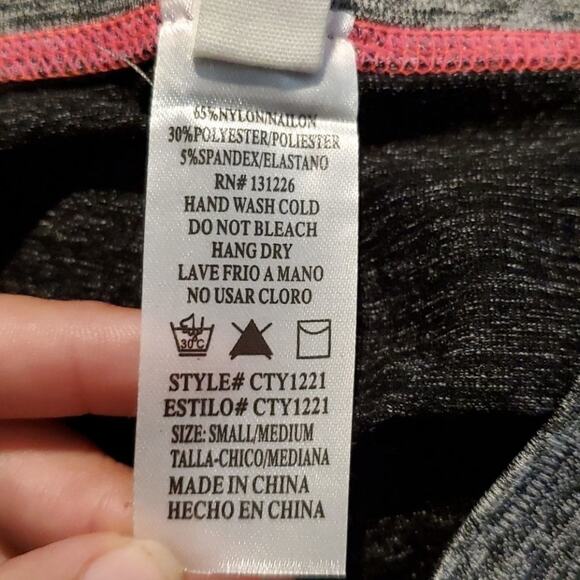 65%NYLON/NAILON
30%POLYESTER/POLIESTER
5%SPANDEX/ELASTANO
RN# 131226
HAND WASH COLD
DO NOT BLEACH
HANG DRY
LAVE FRIO A MANO
NO USAR CLORO
30°C
STYLE# CTY1221
ESTILO# CTY1221
SIZE: SMALL/MEDIUM
TALLA-CHICO/MEDIANA
MADE IN CHINA
HECHO EN CHINA